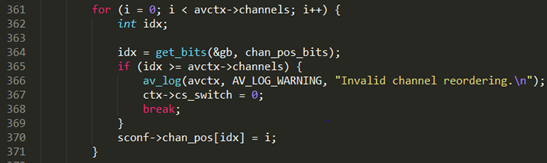 361 for (i = 0; i < avctx->channels; i++) {
362 int idx;
363
364 idx = get_bits(&gb, chan_pos_bits);
365 if (idx >= avctx->channels) {
366 av_log(avctx, AV_LOG_WARNING, "Invalid channel reordering.\n");
367 ctx->cs_switch = 0;
368 break;
369 }
370 sconf->chan_pos[idx] = i;
371 }